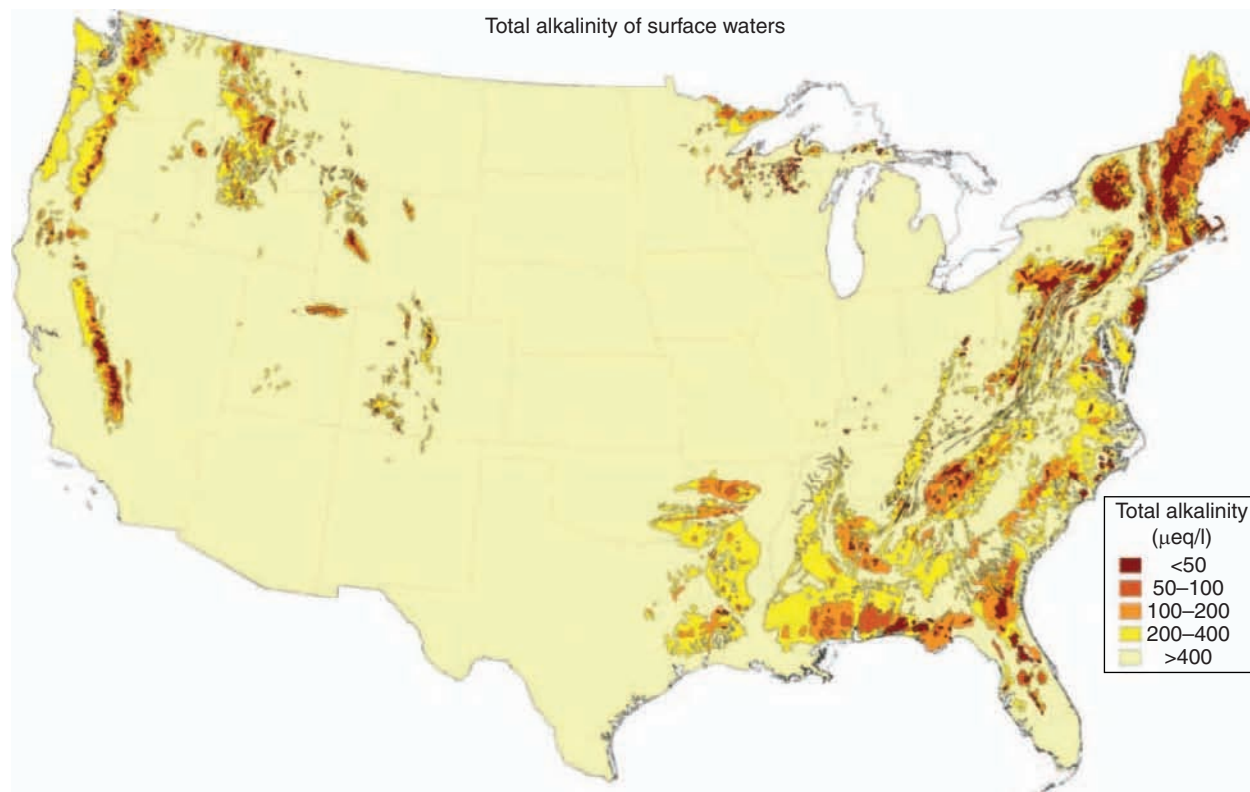 Total alkalinity of surface waters
Total alkalinity
(μeq/l)
<50
50–100
100–200
200–400
>400